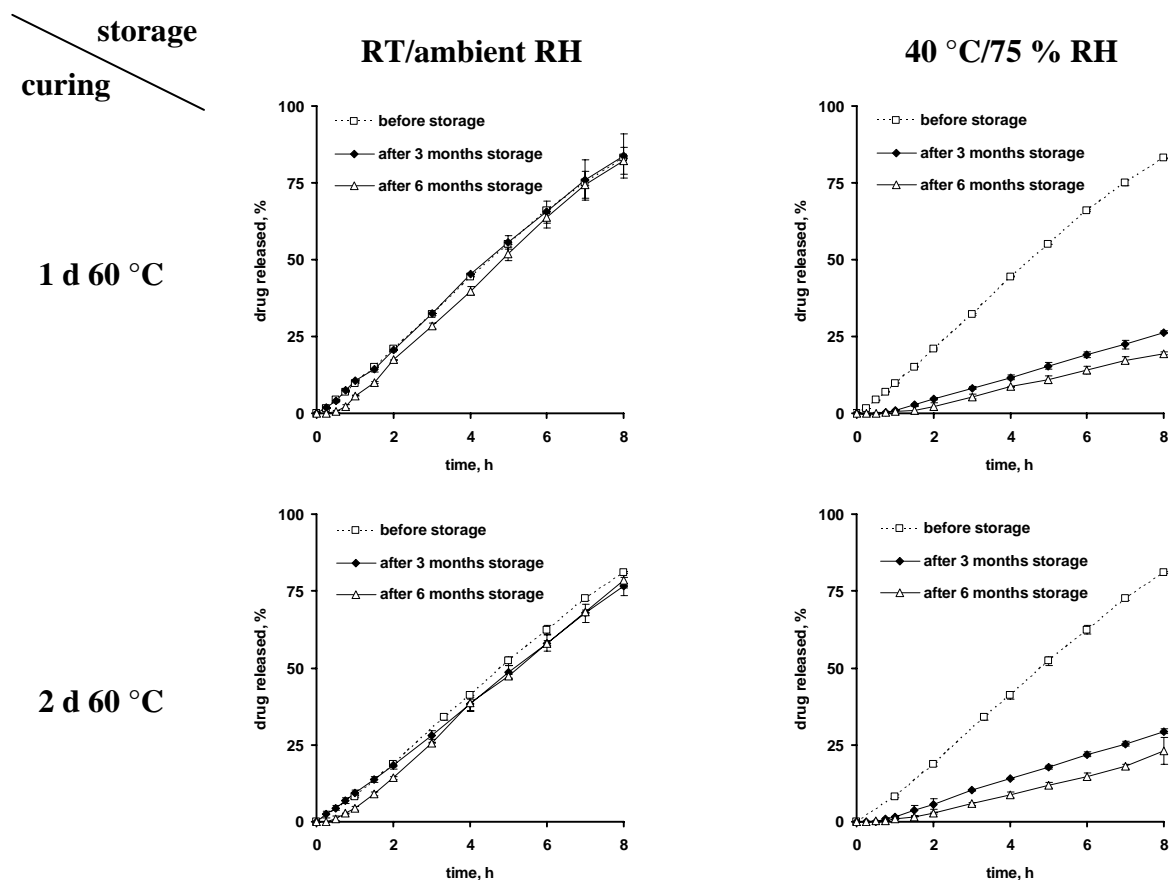 storage
curing
RT/ambient RH
40 °C/75 % RH
1 d 60 °C
100
75
50
25
0
drug released, %
before storage
after 3 months storage
after 6 months storage
0 2 4 6 8
time, h
100
75
50
25
0
drug released, %
before storage
after 3 months storage
after 6 months storage
0 2 4 6 8
time, h
2 d 60 °C
100
75
50
25
0
drug released, %
before storage
after 3 months storage
after 6 months storage
0 2 4 6 8
time, h
100
75
50
25
0
drug released, %
before storage
after 3 months storage
after 6 months storage
0 2 4 6 8
time, h